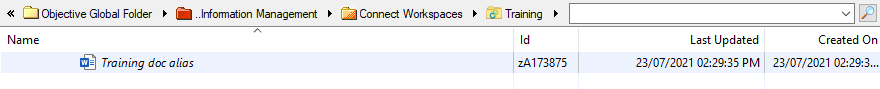 « Objective Global Folder ..Information Management Connect Workspaces Training
Name Id Last Updated Created On
Training doc alias zA173875 23/07/2021 02:29:35 PM 23/07/2021 02:29:3...